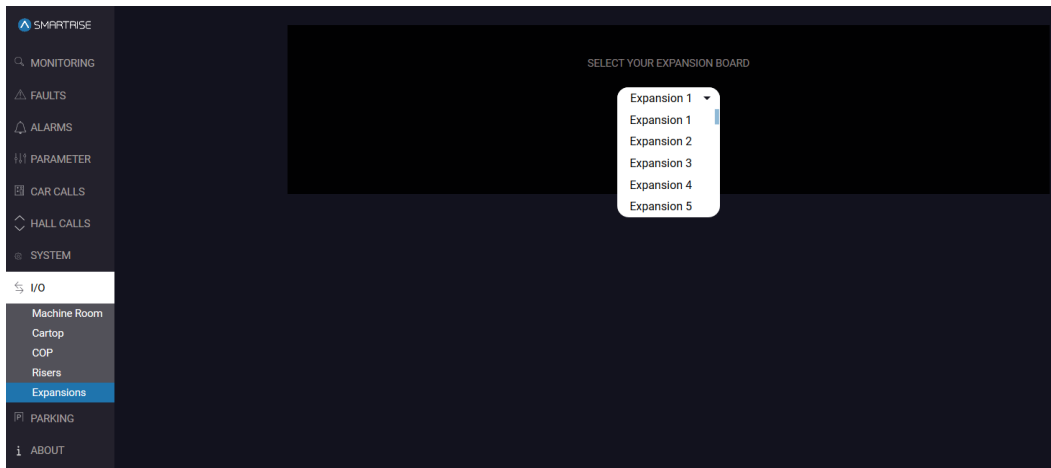 SMARTRISE
MONITORING
FAULTS
ALARMS
PARAMETER
CAR CALLS
HALL CALLS
SYSTEM
I/O
Machine Room
Cartop
COP
Risers
Expansions
P PARKING
i ABOUT
SELECT YOUR EXPANSION BOARD
Expansion 1
Expansion 1
Expansion 2
Expansion 3
Expansion 4
Expansion 5